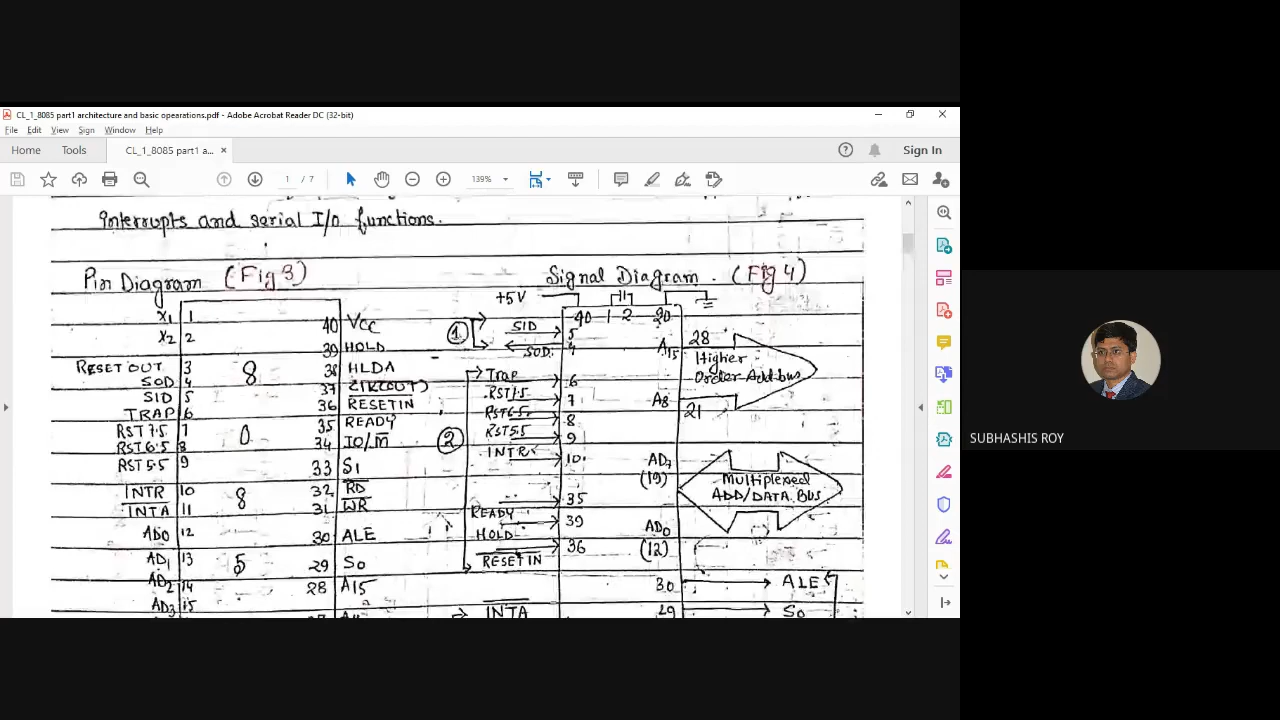 CL_1_8085 part1 architecture and basic opearations.pdf - Adobe Acrobat Reader DC (32-bit)
File Edit View Sign Window Help
Home Tools CL_1_8085 part1 a... × Sign In
1 / 7 139%
Interrupts and serial I/O functions.
Pin Diagram (Fig 3)
X1 1
X2 2
RESET OUT 3
SOD 4
SID 5
TRAP 6
RST 7.5 7
RST 6.5 8
RST 5.5 9
INTR 10
INTA 11
AD0 12
AD1 13
AD2 14
AD3 15
8
0
8
5
40 Vcc
39 HOLD
38 HLDA
37 CLK(OUT)
36 RESETIN
35 READY
34 IO/M̅
33 S1
32 R̅D̅
31 W̅R̅
30 ALE
29 S0
28 A15
Signal Diagram. (Fig 4)
+5V
40 1 2 20
1 SID 5
SOD 4
2 Trap 6
RST 7.5 7
RST 6.5 8
RST 5.5 9
INTR 10
READY 35
HOLD 39
R̅E̅S̅E̅T̅ I̅N̅ 36
I̅N̅T̅A̅
A15 28
Higher
Order Add bus
A8 21
AD7
(19)
Multiplexed
ADD/DATA BUS
AD0
(12)
30 ALE
29 S0
SUBHASHIS ROY